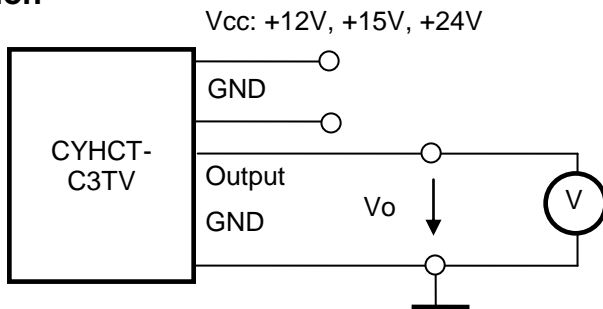 Vcc: +12V, +15V, +24V
GND
CYHCT-
C3TV
Output
Vo
V
GND